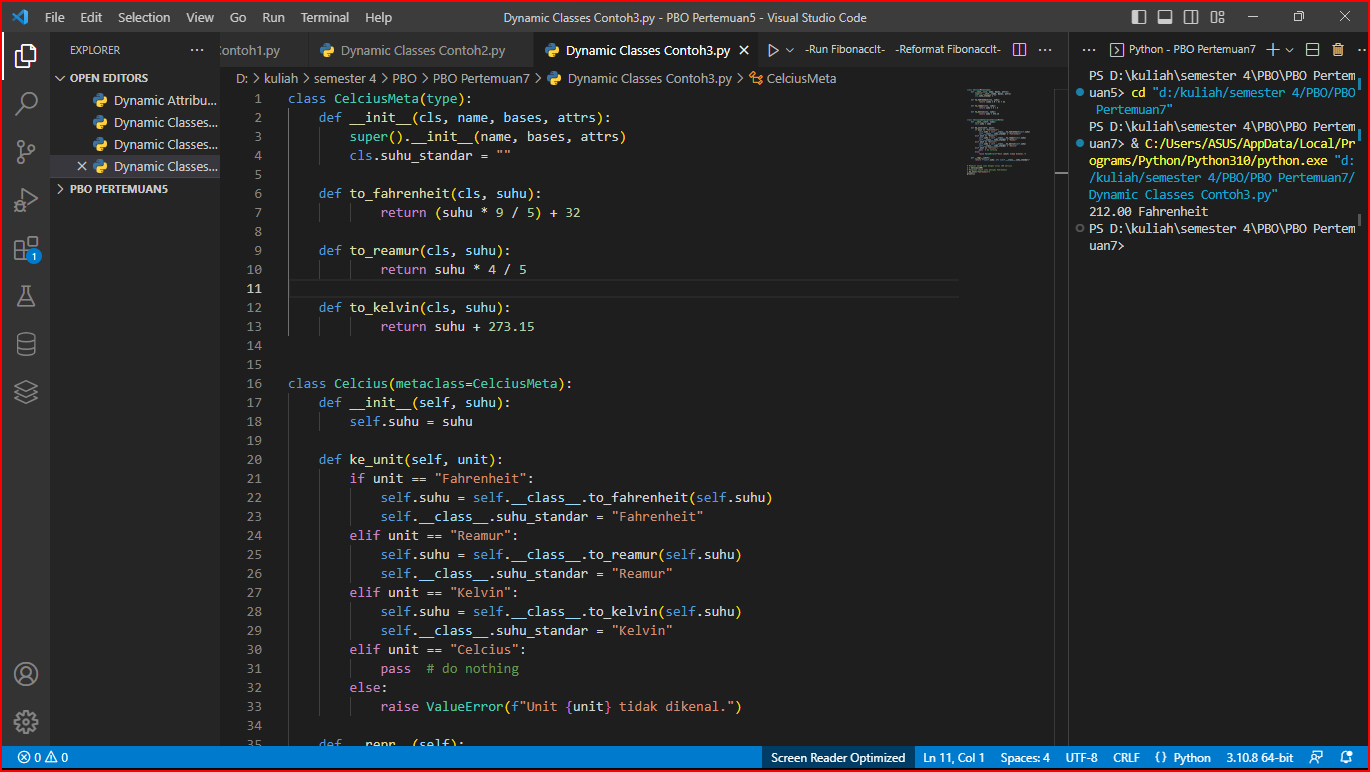 File Edit Selection View Go Run Terminal Help
Dynamic Classes Contoh3.py - PBO Pertemuan5 - Visual Studio Code
EXPLORER
OPEN EDITORS
Dynamic Attribu...
Dynamic Classes...
Dynamic Classes...
Dynamic Classes...
PBO PERTEMUAN5
1
ontoh1.py
Dynamic Classes Contoh2.py
Dynamic Classes Contoh3.py
-Run FibonaccIt- -Reformat FibonaccIt-
D: > kuliah > semester 4 > PBO > PBO Pertemuan7 > Dynamic Classes Contoh3.py > CelciusMeta
1 class CelciusMeta(type):
2 def __init__(cls, name, bases, attrs):
3 super().__init__(name, bases, attrs)
4 cls.suhu_standar = ""
5
6 def to_fahrenheit(cls, suhu):
7 return (suhu * 9 / 5) + 32
8
9 def to_reamur(cls, suhu):
10 return suhu * 4 / 5
11
12 def to_kelvin(cls, suhu):
13 return suhu + 273.15
14
15
16 class Celcius(metaclass=CelciusMeta):
17 def __init__(self, suhu):
18 self.suhu = suhu
19
20 def ke_unit(self, unit):
21 if unit == "Fahrenheit":
22 self.suhu = self.__class__.to_fahrenheit(self.suhu)
23 self.__class__.suhu_standar = "Fahrenheit"
24 elif unit == "Reamur":
25 self.suhu = self.__class__.to_reamur(self.suhu)
26 self.__class__.suhu_standar = "Reamur"
27 elif unit == "Kelvin":
28 self.suhu = self.__class__.to_kelvin(self.suhu)
29 self.__class__.suhu_standar = "Kelvin"
30 elif unit == "Celcius":
31 pass # do nothing
32 else:
33 raise ValueError(f"Unit {unit} tidak dikenal.")
34
35 def __repr__(self):
Python - PBO Pertemuan7
PS D:\kuliah\semester 4\PBO\PBO Pertem
uan5> cd "d:/kuliah/semester 4/PBO/PBO
Pertemuan7"
PS D:\kuliah\semester 4\PBO\PBO Pertem
uan7> & C:/Users/ASUS/AppData/Local/Pr
ograms/Python/Python310/python.exe "d:
/kuliah/semester 4/PBO/PBO Pertemuan7/
Dynamic Classes Contoh3.py"
212.00 Fahrenheit
PS D:\kuliah\semester 4\PBO\PBO Pertem
uan7>
0 0
Screen Reader Optimized Ln 11, Col 1 Spaces: 4 UTF-8 CRLF {} Python 3.10.8 64-bit